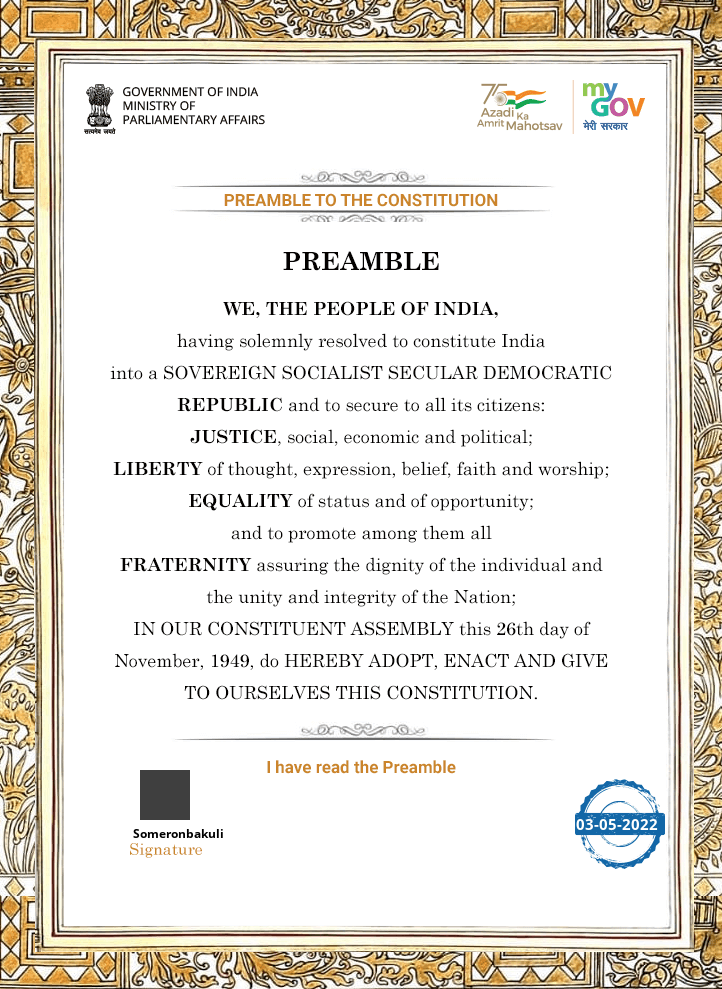 GOVERNMENT OF INDIA
MINISTRY OF
PARLIAMENTARY AFFAIRS
सत्यमेव जयते
75
Azadi Ka
Amrit Mahotsav
my
GOV
मेरी सरकार
PREAMBLE TO THE CONSTITUTION
PREAMBLE
WE, THE PEOPLE OF INDIA,
having solemnly resolved to constitute India
into a SOVEREIGN SOCIALIST SECULAR DEMOCRATIC
REPUBLIC and to secure to all its citizens:
JUSTICE, social, economic and political;
LIBERTY of thought, expression, belief, faith and worship;
EQUALITY of status and of opportunity;
and to promote among them all
FRATERNITY assuring the dignity of the individual and
the unity and integrity of the Nation;
IN OUR CONSTITUENT ASSEMBLY this 26th day of
November, 1949, do HEREBY ADOPT, ENACT AND GIVE
TO OURSELVES THIS CONSTITUTION.
I have read the Preamble
Someronbakuli
Signature
03-05-2022